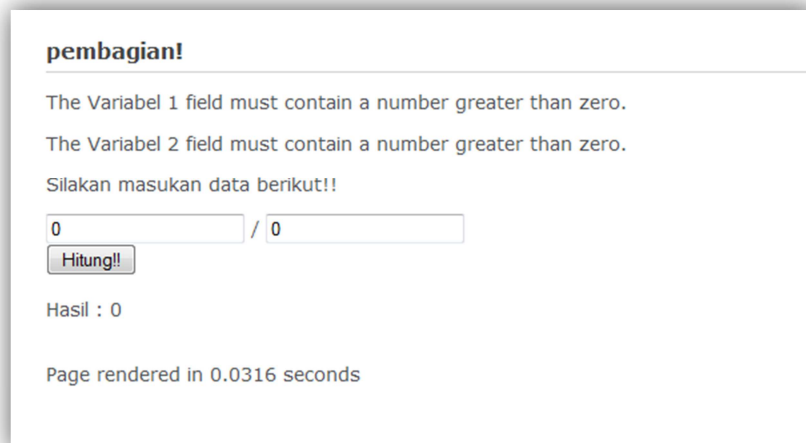 pembagian!
The Variabel 1 field must contain a number greater than zero.
The Variabel 2 field must contain a number greater than zero.
Silakan masukan data berikut!!
0 / 0
Hitung!!
Hasil : 0
Page rendered in 0.0316 seconds